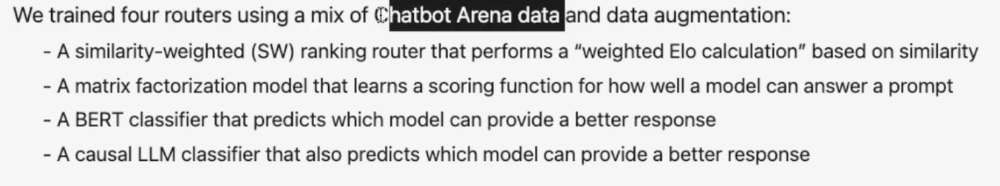 We trained four routers using a mix of Chatbot Arena data and data augmentation:
- A similarity-weighted (SW) ranking router that performs a “weighted Elo calculation” based on similarity
- A matrix factorization model that learns a scoring function for how well a model can answer a prompt
- A BERT classifier that predicts which model can provide a better response
- A causal LLM classifier that also predicts which model can provide a better response